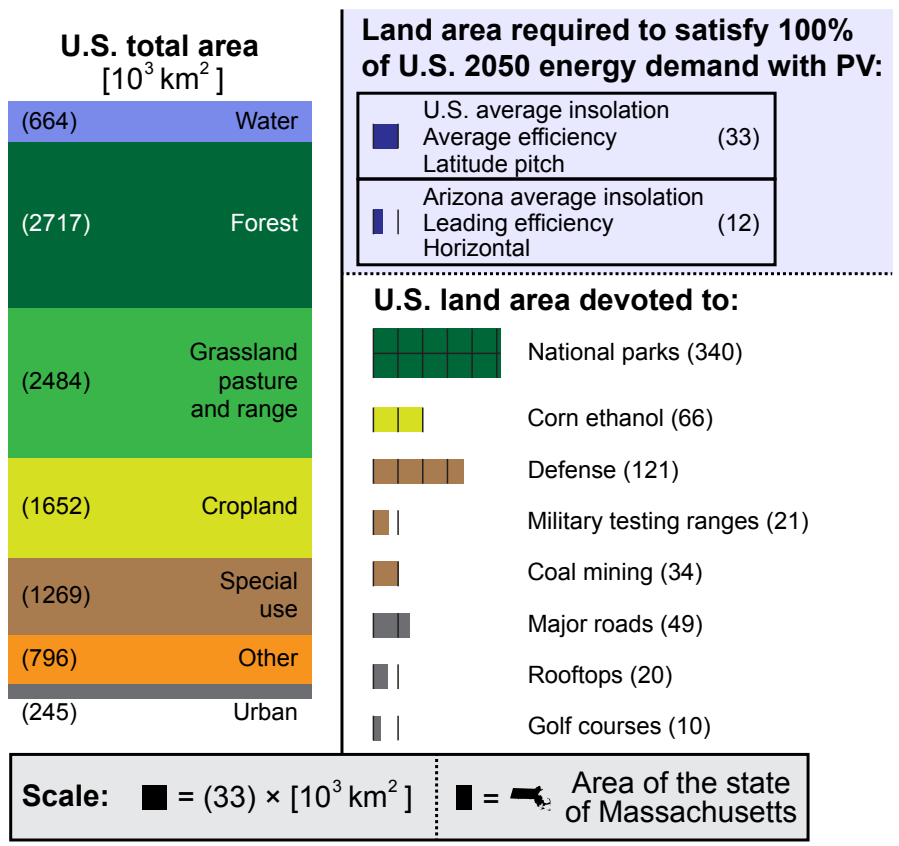 U.S. total area
[10³ km²]
(664) Water
(2717) Forest
(2484) Grassland
pasture
and range
(1652) Cropland
(1269) Special
use
(796) Other
(245) Urban
Land area required to satisfy 100%
of U.S. 2050 energy demand with PV:
U.S. average insolation
Average efficiency (33)
Latitude pitch
Arizona average insolation
Leading efficiency (12)
Horizontal
U.S. land area devoted to:
National parks (340)
Corn ethanol (66)
Defense (121)
Military testing ranges (21)
Coal mining (34)
Major roads (49)
Rooftops (20)
Golf courses (10)
Scale: = (33) × [10³ km²]
= Area of the state
of Massachusetts